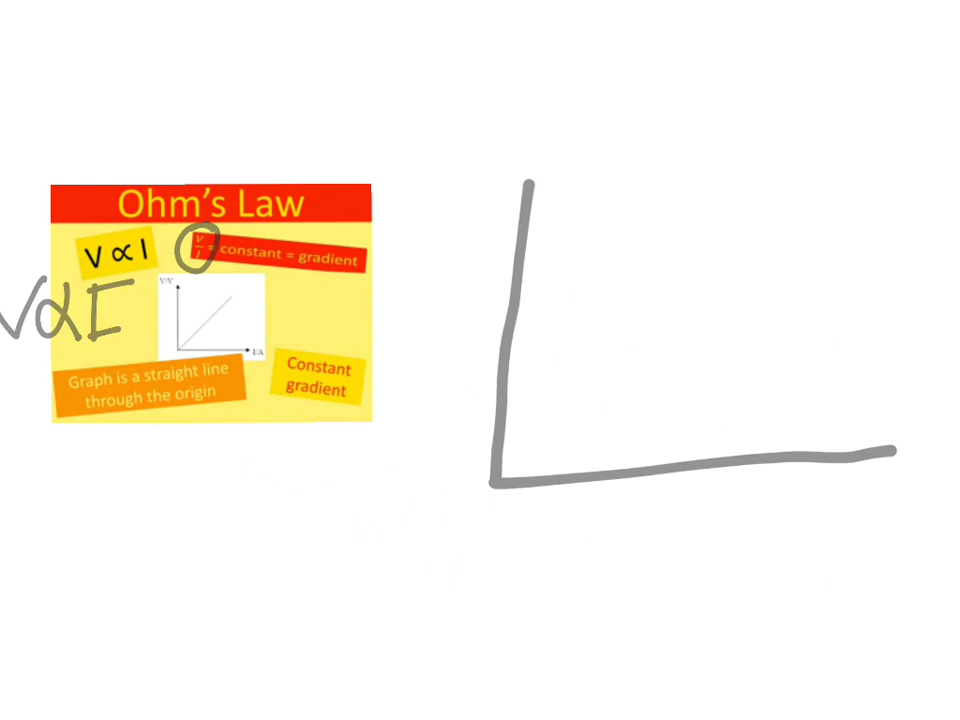 Ohm's Law
V ∝ I
V/I = constant = gradient
V ∝ I
V/V
I/A
Graph is a straight line
through the origin
Constant
gradient